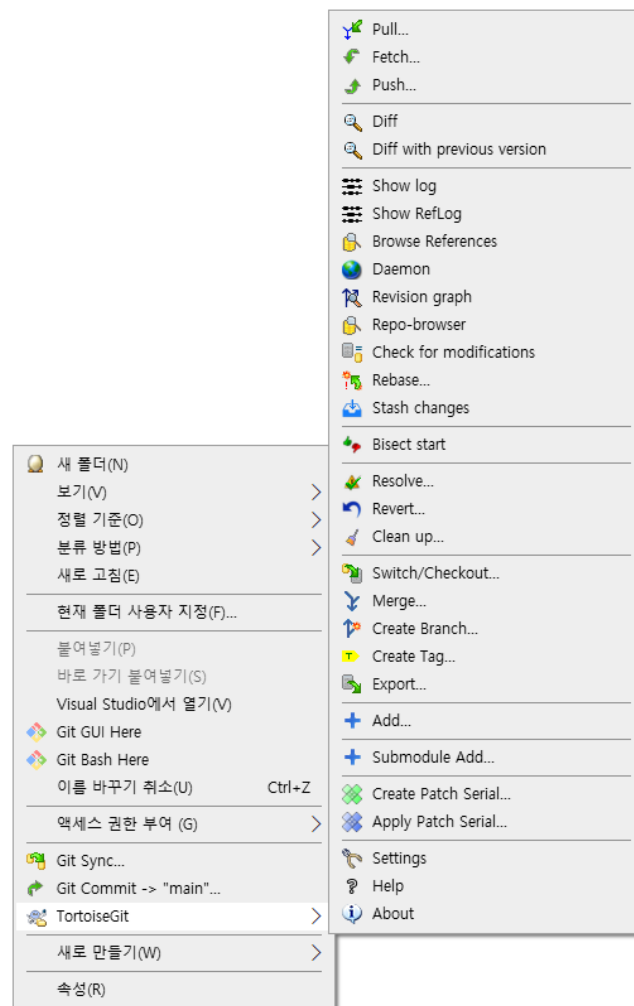 Pull...
Fetch...
Push...
Diff
Diff with previous version
Show log
Show RefLog
Browse References
Daemon
Revision graph
Repo-browser
Check for modifications
Rebase...
Stash changes
Bisect start
Resolve...
Revert...
Clean up...
Switch/Checkout...
Merge...
Create Branch...
Create Tag...
Export...
Add...
Submodule Add...
Create Patch Serial...
Apply Patch Serial...
Settings
Help
About
새 폴더(N)
보기(V)
정렬 기준(O)
분류 방법(P)
새로 고침(E)
현재 폴더 사용자 지정(F)...
붙여넣기(P)
바로 가기 붙여넣기(S)
Visual Studio에서 열기(V)
Git GUI Here
Git Bash Here
이름 바꾸기 취소(U) Ctrl+Z
액세스 권한 부여 (G)
Git Sync...
Git Commit -> "main"...
TortoiseGit
새로 만들기(W)
속성(R)